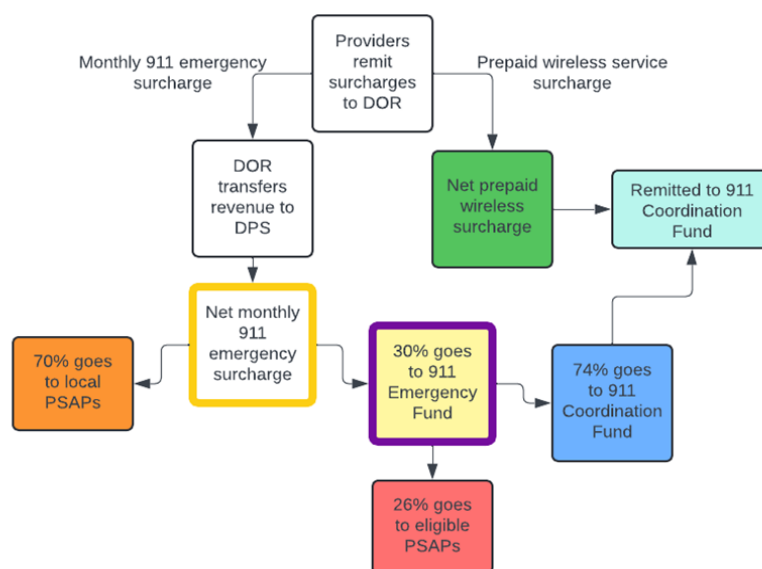 Monthly 911 emergency
surcharge
Providers
remit
surcharges
to DOR
Prepaid wireless service
surcharge
DOR
transfers
revenue to
DPS
Net prepaid
wireless
surcharge
Remitted to 911
Coordination
Fund
Net monthly
911
emergency
surcharge
70% goes
to local
PSAPs
30% goes
to 911
Emergency
Fund
74% goes
to 911
Coordination
Fund
26% goes
to eligible
PSAPs